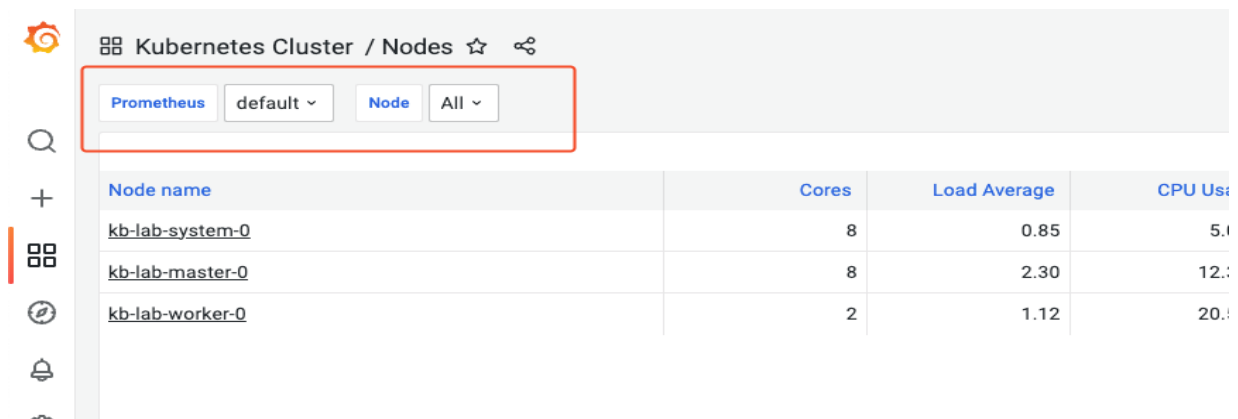 Kubernetes Cluster / Nodes
Prometheus default Node All
Node name Cores Load Average CPU
kb-lab-system-0 8 0.85
kb-lab-master-0 8 2.30
kb-lab-worker-0 2 1.12